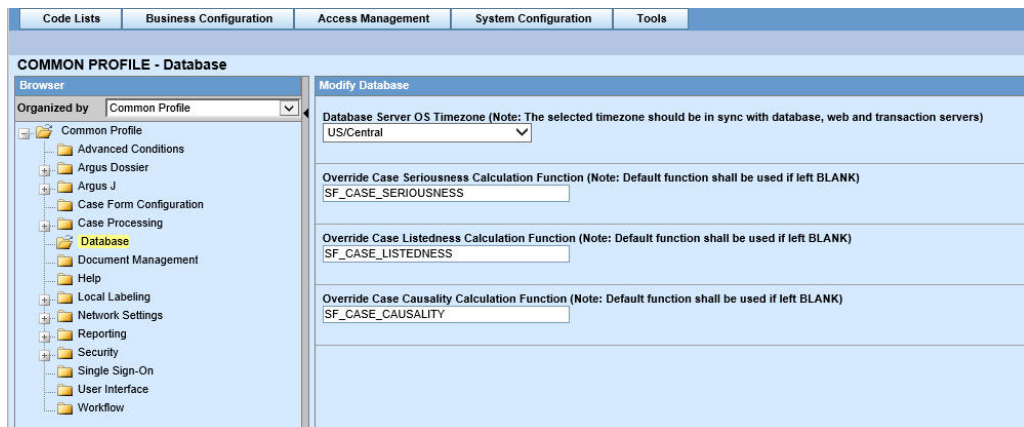 Code Lists
Business Configuration
Access Management
System Configuration
Tools
COMMON PROFILE - Database
Browser
Organized by Common Profile
Common Profile
Advanced Conditions
Argus Dossier
Argus J
Case Form Configuration
Case Processing
Database
Document Management
Help
Local Labeling
Network Settings
Reporting
Security
Single Sign-On
User Interface
Workflow
Modify Database
Database Server OS Timezone (Note: The selected timezone should be in sync with database, web and transaction servers)
US/Central
Override Case Seriousness Calculation Function (Note: Default function shall be used if left BLANK)
SF_CASE_SERIOUSNESS
Override Case Listedness Calculation Function (Note: Default function shall be used if left BLANK)
SF_CASE_LISTEDNESS
Override Case Causality Calculation Function (Note: Default function shall be used if left BLANK)
SF_CASE_CAUSALITY